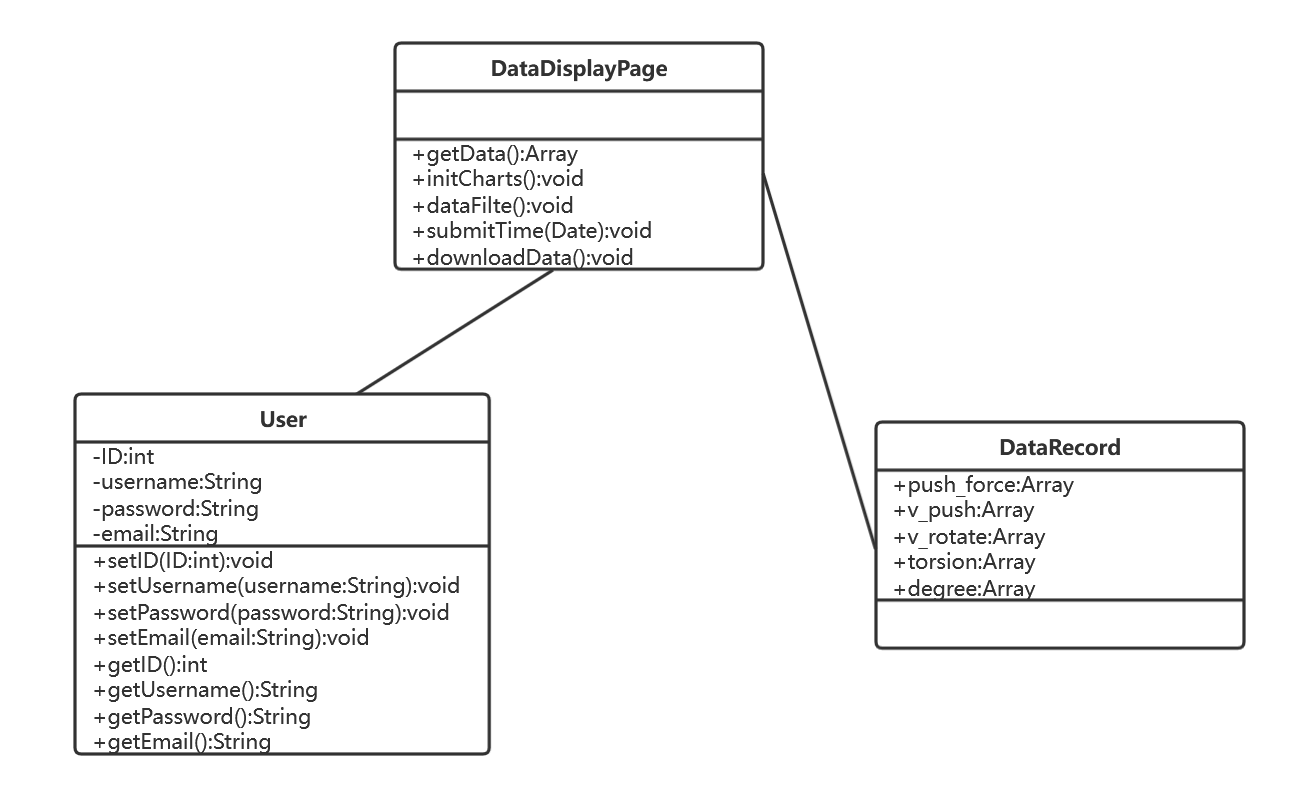 DataDisplayPage
+getData():Array
+initCharts():void
+dataFilte():void
+submitTime(Date):void
+downloadData():void
User
-ID:int
-username:String
-password:String
-email:String
+setID(ID:int):void
+setUsername(username:String):void
+setPassword(password:String):void
+setEmail(email:String):void
+getID():int
+getUsername():String
+getPassword():String
+getEmail():String
DataRecord
+push_force:Array
+v_push:Array
+v_rotate:Array
+torsion:Array
+degree:Array